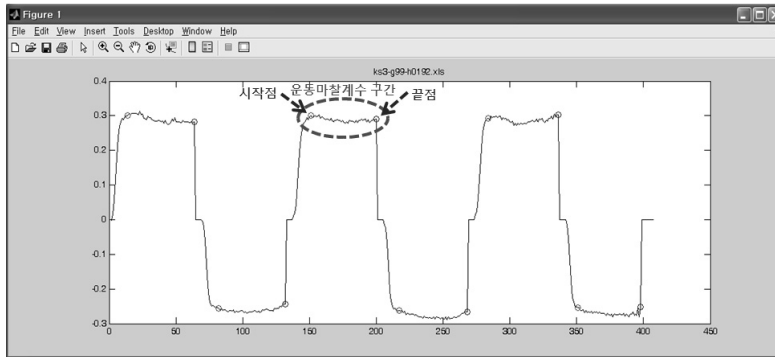 Figure 1
File Edit View Insert Tools Desktop Window Help
ks3-g99-h0192.xls
시작점 운동마찰계수 구간 끝점
0.4
0.3
0.2
0.1
0
-0.1
-0.2
-0.3
0 50 100 150 200 250 300 350 400 450